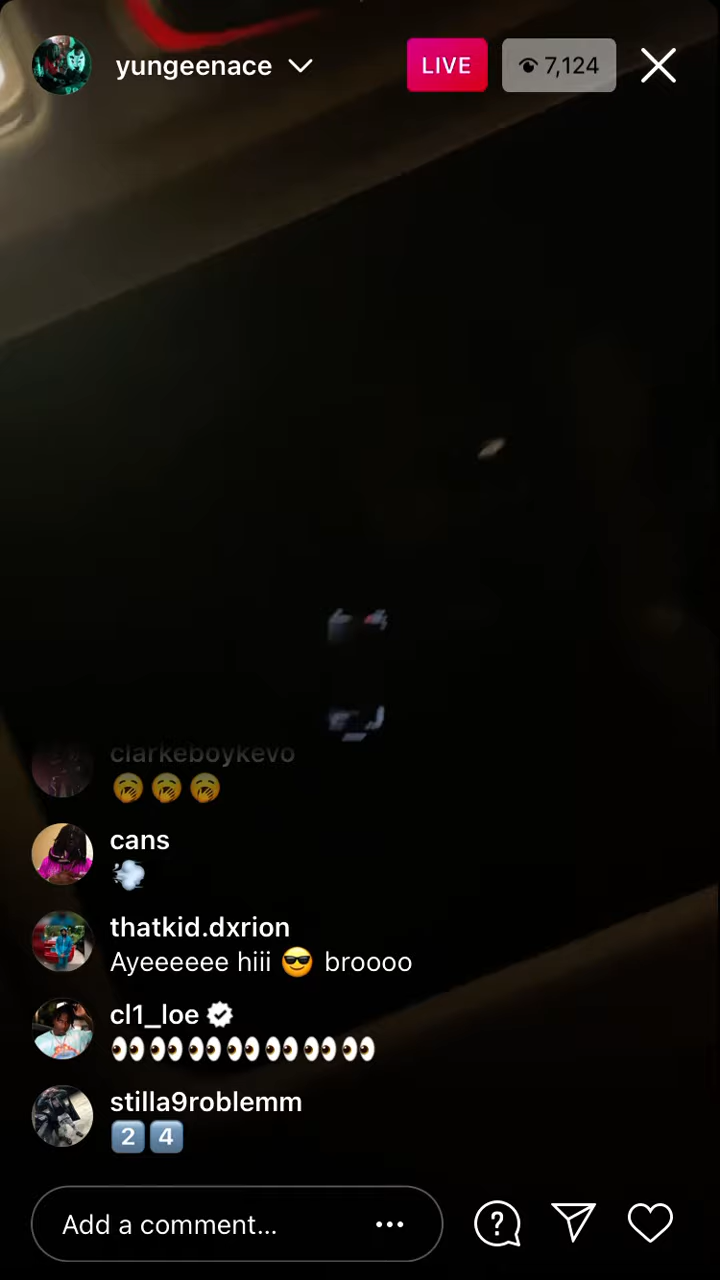 yungeenace
LIVE
7,124
clarkeboykevo
🥱🥱🥱
cans
💨
thatkid.dxrion
Ayeeeeee hiii 😎 broooo
cl1_loe
👀👀👀👀👀👀👀
stilla9roblemm
2️⃣4️⃣
Add a comment...